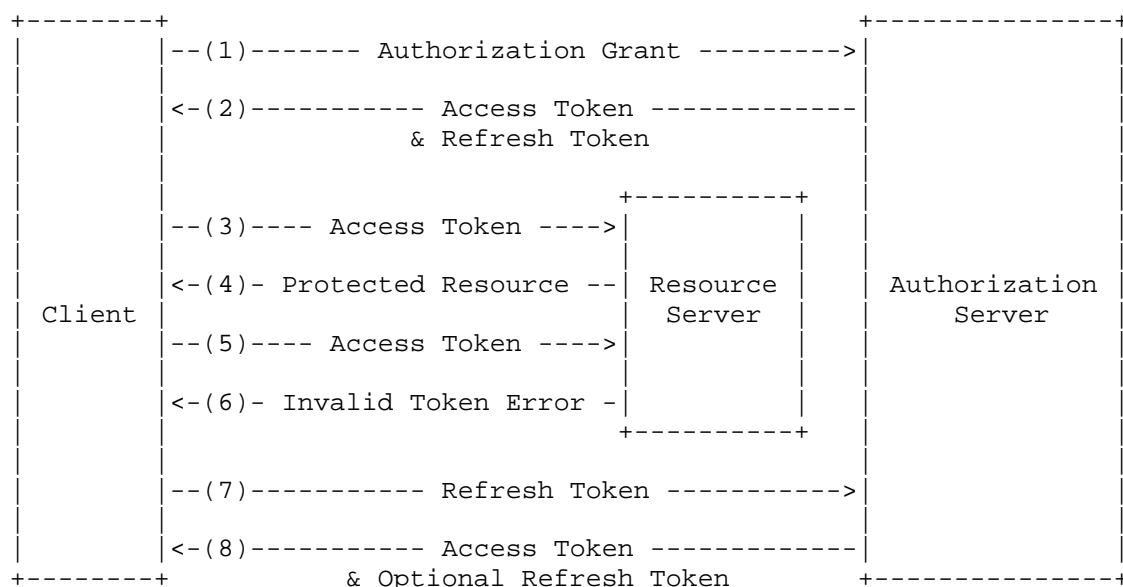 --(1)------- Authorization Grant --------->
<-(2)----------- Access Token -------------
& Refresh Token
--(3)---- Access Token ---->
<-(4)- Protected Resource --| Resource | Authorization
Client Server Server
--(5)---- Access Token ---->
<-(6)- Invalid Token Error -
--(7)----------- Refresh Token ----------->
<-(8)----------- Access Token -------------
& Optional Refresh Token